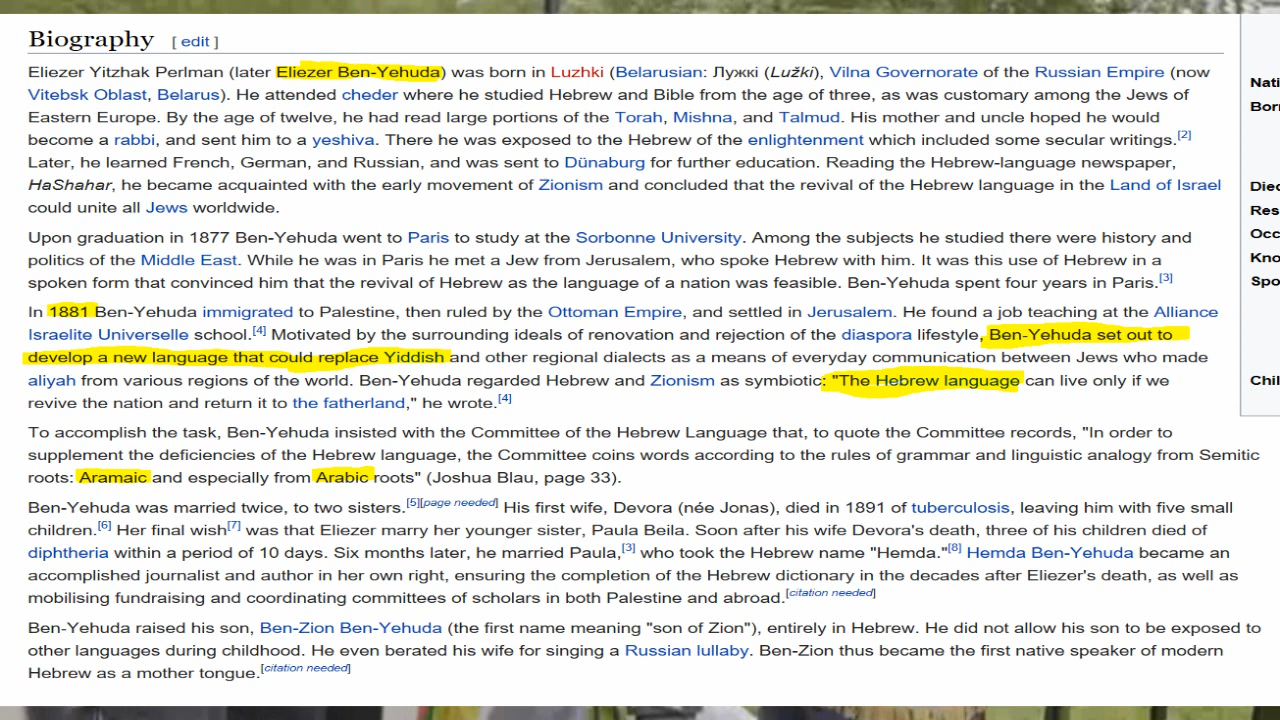 Biography [ edit ]
Eliezer Yitzhak Perlman (later Eliezer Ben-Yehuda) was born in Luzhki (Belarusian: Лужкі (Lužki), Vilna Governorate of the Russian Empire (now
Vitebsk Oblast, Belarus). He attended cheder where he studied Hebrew and Bible from the age of three, as was customary among the Jews of
Eastern Europe. By the age of twelve, he had read large portions of the Torah, Mishna, and Talmud. His mother and uncle hoped he would
become a rabbi, and sent him to a yeshiva. There he was exposed to the Hebrew of the enlightenment which included some secular writings.[2]
Later, he learned French, German, and Russian, and was sent to Dünaburg for further education. Reading the Hebrew-language newspaper,
HaShahar, he became acquainted with the early movement of Zionism and concluded that the revival of the Hebrew language in the Land of Israel
could unite all Jews worldwide.
Upon graduation in 1877 Ben-Yehuda went to Paris to study at the Sorbonne University. Among the subjects he studied there were history and
politics of the Middle East. While he was in Paris he met a Jew from Jerusalem, who spoke Hebrew with him. It was this use of Hebrew in a
spoken form that convinced him that the revival of Hebrew as the language of a nation was feasible. Ben-Yehuda spent four years in Paris.[3]
In 1881 Ben-Yehuda immigrated to Palestine, then ruled by the Ottoman Empire, and settled in Jerusalem. He found a job teaching at the Alliance
Israelite Universelle school.[4] Motivated by the surrounding ideals of renovation and rejection of the diaspora lifestyle, Ben-Yehuda set out to
develop a new language that could replace Yiddish and other regional dialects as a means of everyday communication between Jews who made
aliyah from various regions of the world. Ben-Yehuda regarded Hebrew and Zionism as symbiotic: "The Hebrew language can live only if we
revive the nation and return it to the fatherland," he wrote.[4]
To accomplish the task, Ben-Yehuda insisted with the Committee of the Hebrew Language that, to quote the Committee records, "In order to
supplement the deficiencies of the Hebrew language, the Committee coins words according to the rules of grammar and linguistic analogy from Semitic
roots: Aramaic and especially from Arabic roots" (Joshua Blau, page 33).
Ben-Yehuda was married twice, to two sisters.[5][page needed] His first wife, Devora (née Jonas), died in 1891 of tuberculosis, leaving him with five small
children.[6] Her final wish[7] was that Eliezer marry her younger sister, Paula Beila. Soon after his wife Devora's death, three of his children died of
diphtheria within a period of 10 days. Six months later, he married Paula,[3] who took the Hebrew name "Hemda."[8] Hemda Ben-Yehuda became an
accomplished journalist and author in her own right, ensuring the completion of the Hebrew dictionary in the decades after Eliezer's death, as well as
mobilising fundraising and coordinating committees of scholars in both Palestine and abroad.[citation needed]
Ben-Yehuda raised his son, Ben-Zion Ben-Yehuda (the first name meaning "son of Zion"), entirely in Hebrew. He did not allow his son to be exposed to
other languages during childhood. He even berated his wife for singing a Russian lullaby. Ben-Zion thus became the first native speaker of modern
Hebrew as a mother tongue.[citation needed]
Nati
Born
Died
Res
Occ
Kno
Spo
Chil